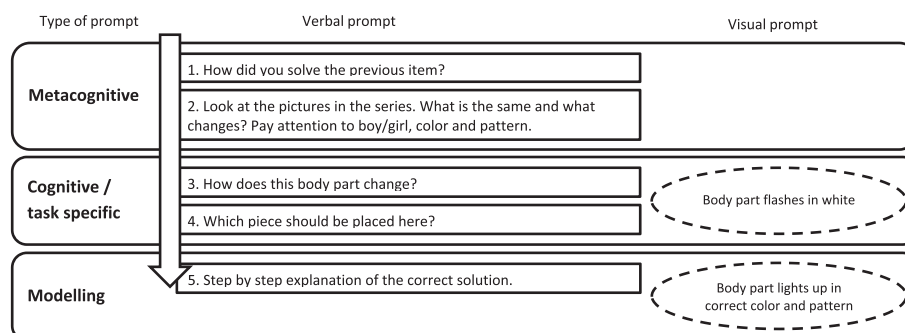 Type of prompt
Verbal prompt
Visual prompt
Metacognitive
1. How did you solve the previous item?
2. Look at the pictures in the series. What is the same and what
changes? Pay attention to boy/girl, color and pattern.
Cognitive /
task specific
3. How does this body part change?
4. Which piece should be placed here?
Body part flashes in white
Modelling
5. Step by step explanation of the correct solution.
Body part lights up in
correct color and pattern